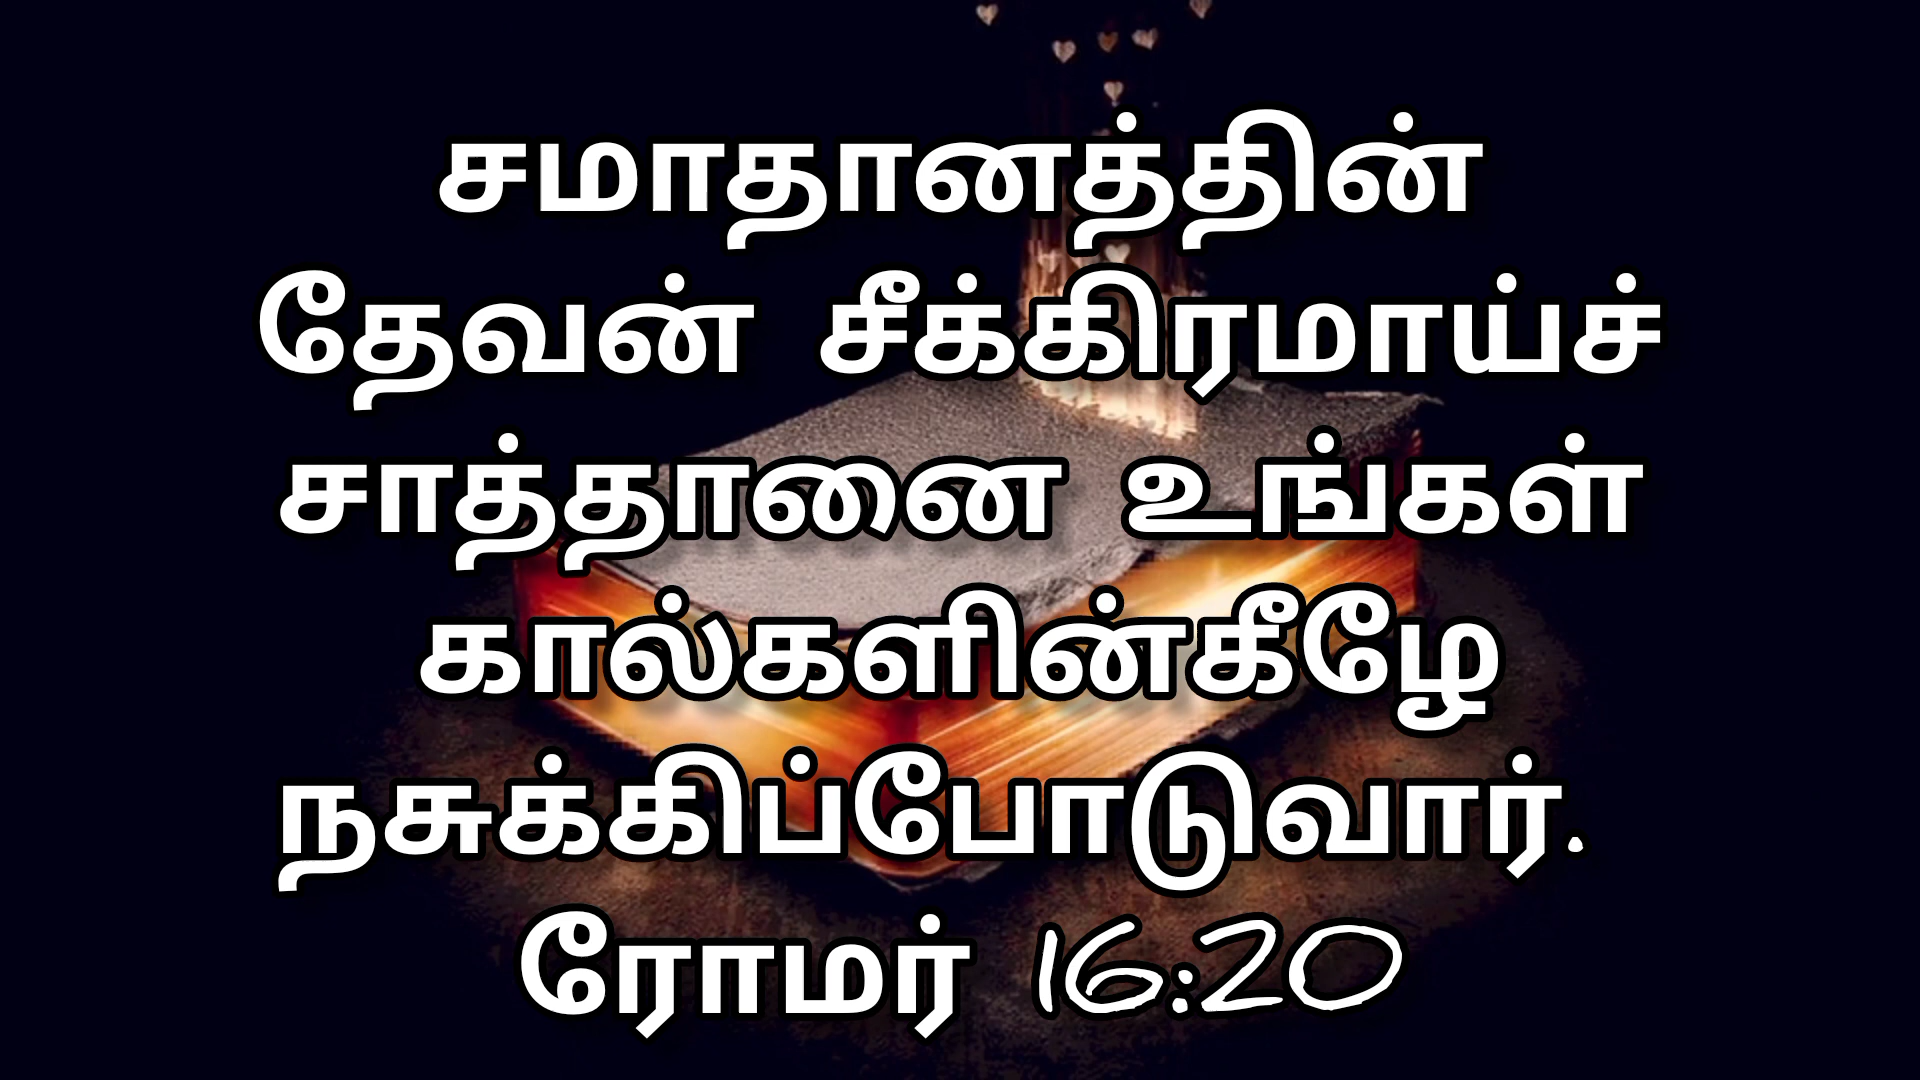 சமாதானத்தின்
தேவன் சீக்கிரமாய்ச்
சாத்தானை உங்கள்
கால்களின்கீழே
நசுக்கிப்போடுவார்.
ரோமர் 16:20